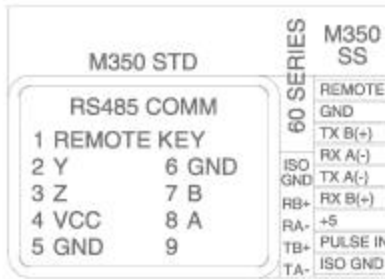 M350 STD
RS485 COMM
1 REMOTE KEY
2 Y 6 GND
3 Z 7 B
4 VCC 8 A
5 GND 9
60 SERIES
ISO
GND
RB+
RA-
TB+
TA-
M350
SS
REMOTE
GND
TX B(+)
RX A(-)
TX A(-)
RX B(+)
+5
PULSE IN
ISO GND